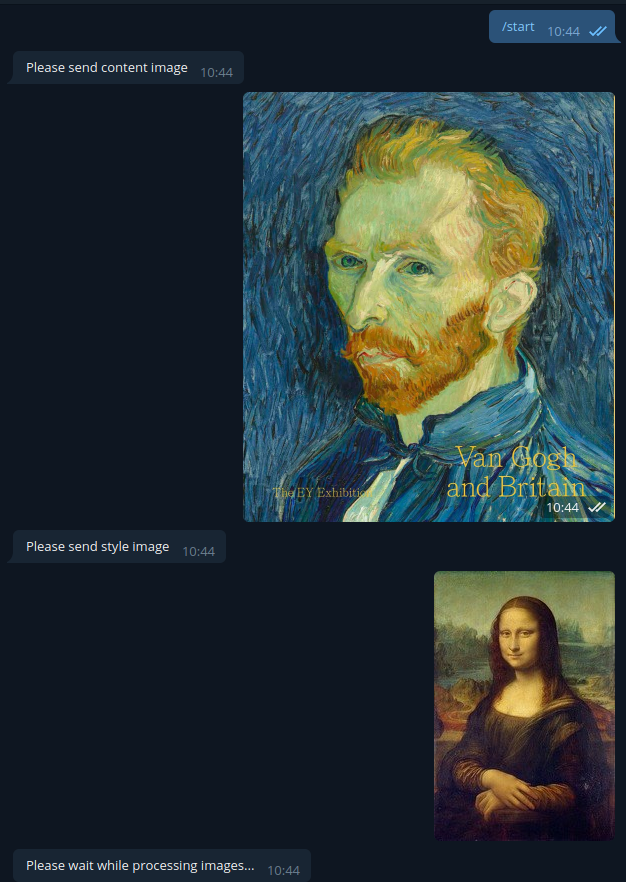 /start 10:44
Please send content image 10:44
Van Gogh
and Britain
The EY Exhibition
10:44
Please send style image 10:44
Please wait while processing images... 10:44